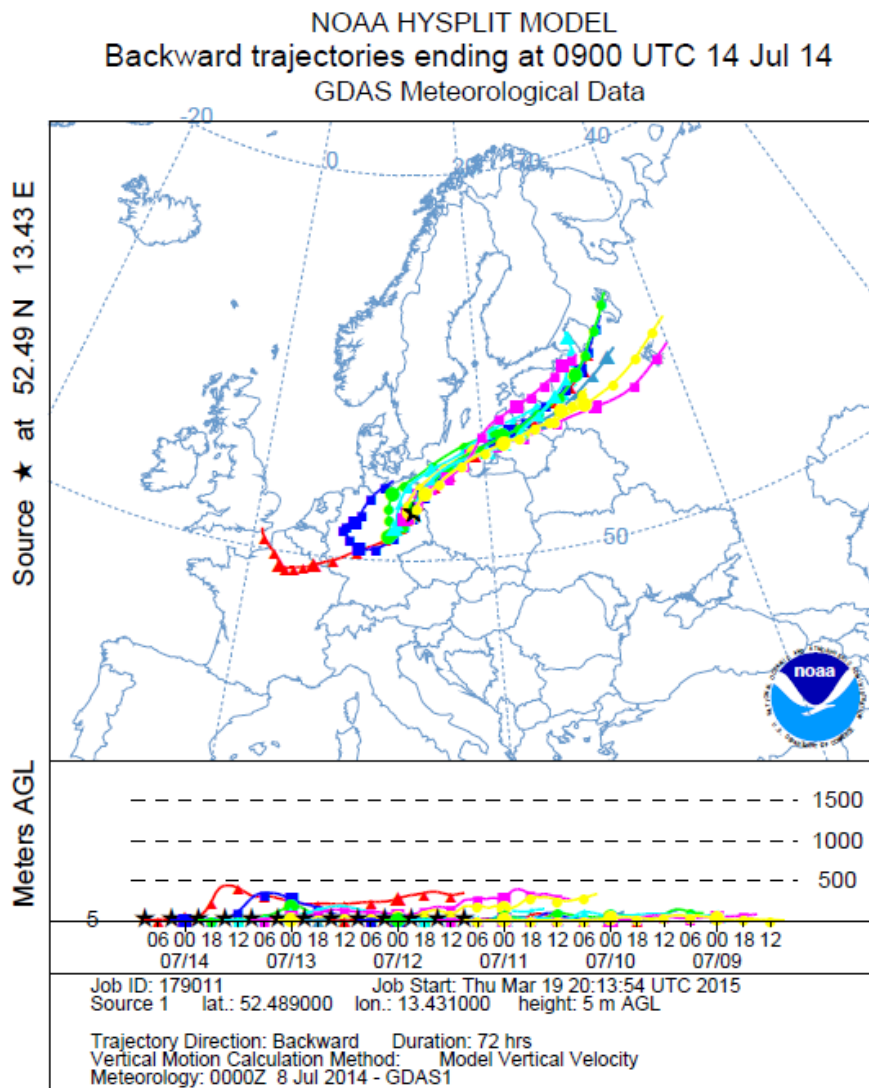 NOAA HYSPLIT MODEL
Backward trajectories ending at 0900 UTC 14 Jul 14
GDAS Meteorological Data
Source ★ at 52.49 N 13.43 E
-20
0
40
50
noaa
Meters AGL
1500
1000
500
5
06 00 18 12 06 00 18 12 06 00 18 12 06 00 18 12 06 00 18 12 06 00 18 12
07/14 07/13 07/12 07/11 07/10 07/09
Job ID: 179011 Job Start: Thu Mar 19 20:13:54 UTC 2015
Source 1 lat.: 52.489000 lon.: 13.431000 height: 5 m AGL
Trajectory Direction: Backward Duration: 72 hrs
Vertical Motion Calculation Method: Model Vertical Velocity
Meteorology: 0000Z 8 Jul 2014 - GDAS1